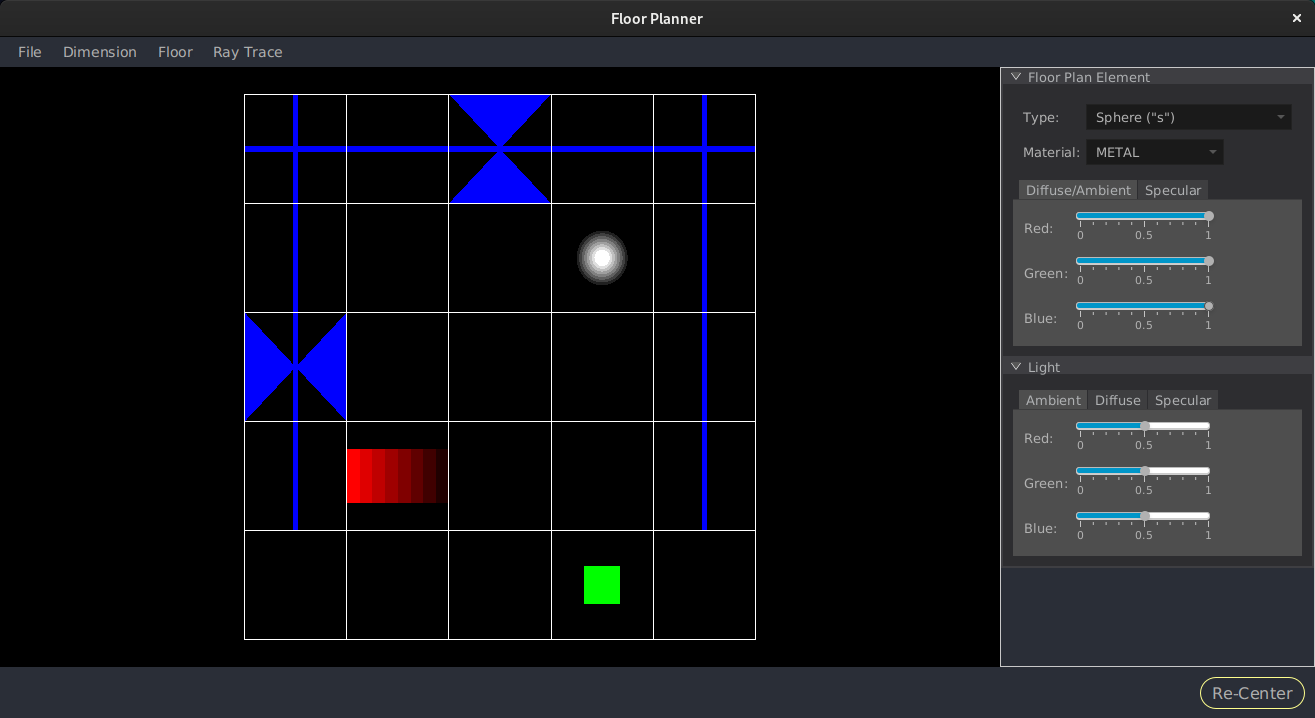 Floor Planner ×
File Dimension Floor Ray Trace
Floor Plan Element
Type: Sphere ("s")
Material: METAL
Diffuse/Ambient Specular
Red:
0 0.5 1
Green:
0 0.5 1
Blue:
0 0.5 1
Light
Ambient Diffuse Specular
Red:
0 0.5 1
Green:
0 0.5 1
Blue:
0 0.5 1
Re-Center